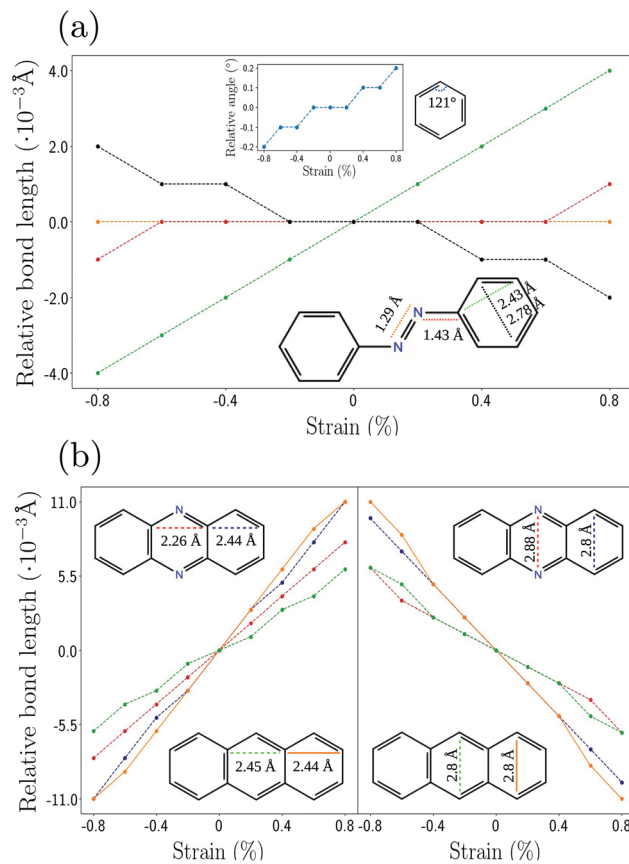 (a)
Relative bond length (·10⁻³Å)
4.0
2.0
0.0
-2.0
-4.0
Relative angle (°)
0.2
0.1
0.0
-0.1
-0.2
-0.8 -0.4 0.0 0.4 0.8
Strain (%)
121°
1.29 Å
N
N
1.43 Å
2.43 Å
2.78 Å
-0.8 -0.4 0 0.4 0.8
Strain (%)
(b)
Relative bond length (·10⁻³Å)
11.0
5.5
0.0
-5.5
-11.0
N
2.26 Å 2.44 Å
N
2.45 Å 2.44 Å
N
2.88 Å 2.8 Å
N
2.8 Å 2.8 Å
-0.8 -0.4 0 0.4 0.8
Strain (%)
-0.8 -0.4 0 0.4 0.8
Strain (%)